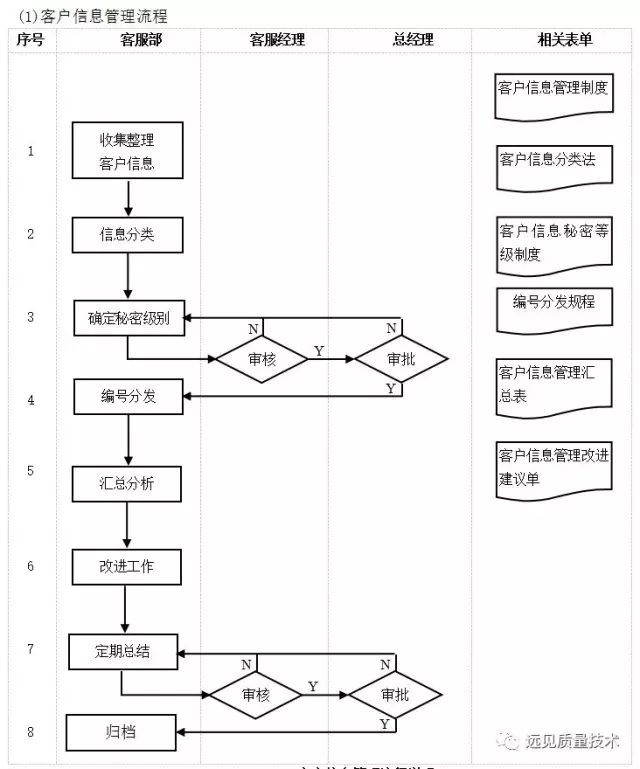 (1)客户信息管理流程
序号 客服部 客服经理 总经理 相关表单
客户信息管理制度
1
收集整理
客户信息
客户信息分类法
2
信息分类
客户信息秘密等
级制度
3
确定秘密级别
N
N
编号分发规程
审核
Y
审批
Y
4
编号分发
客户信息管理汇
总表
5
汇总分析
客户信息管理改进
建议单
6
改进工作
7
定期总结
N
N
审核
Y
审批
Y
8
归档
远见质量技术